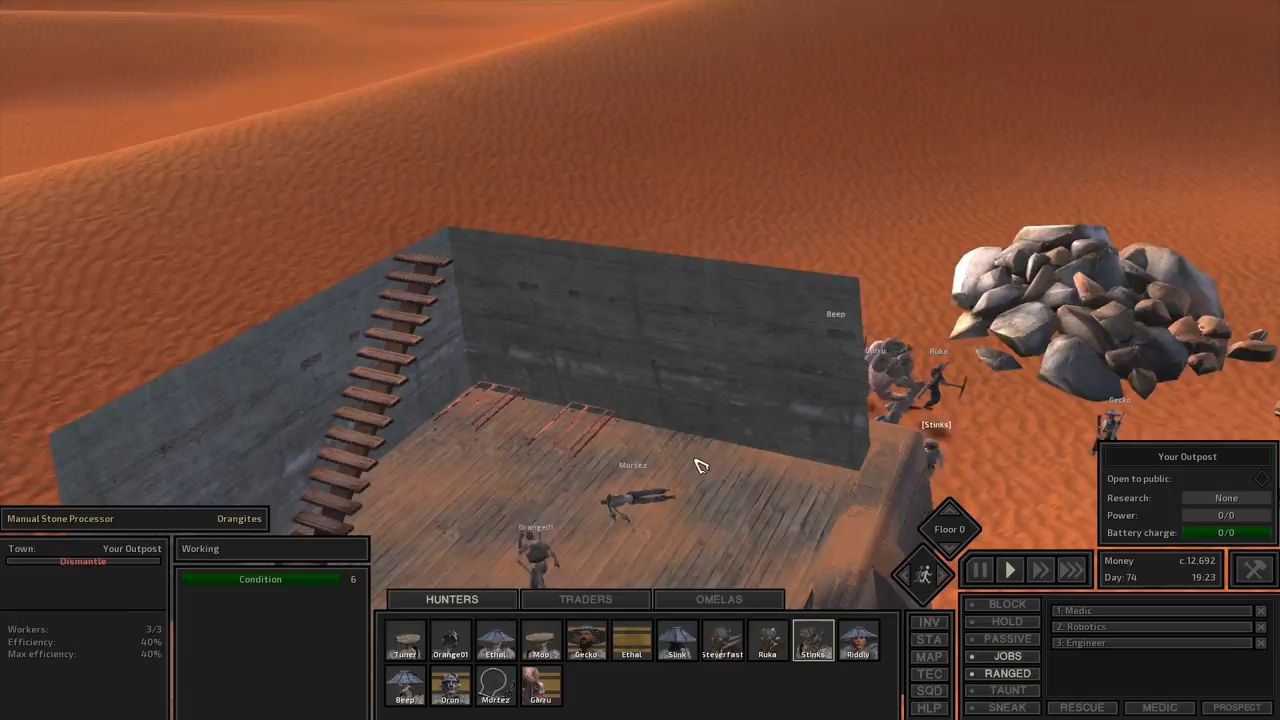 Beep
Garru
Ruka
Gecko
[Stinks]
Mortez
Orange01
Manual Stone Processor Orangites
Town: Your Outpost
Dismantle
Workers: 3/3
Efficiency: 40%
Max efficiency: 40%
Working
Condition 6
Your Outpost
Open to public:
Research: None
Power: 0/0
Battery charge: 0/0
Floor 0
Money c.12,692
Day: 74 19:23
HUNTERS TRADERS OMELAS
Tuner Orange01 Ethal Moo Gecko Ethal Sink Steyerfast Ruka Stinks Riddly
Beep Dron Mortez Garru
INV
STA
MAP
TEC
SQD
HLP
BLOCK
HOLD
PASSIVE
JOBS
RANGED
TAUNT
SNEAK
1: Medic
2: Robotics
3: Engineer
RESCUE MEDIC PROSPECT